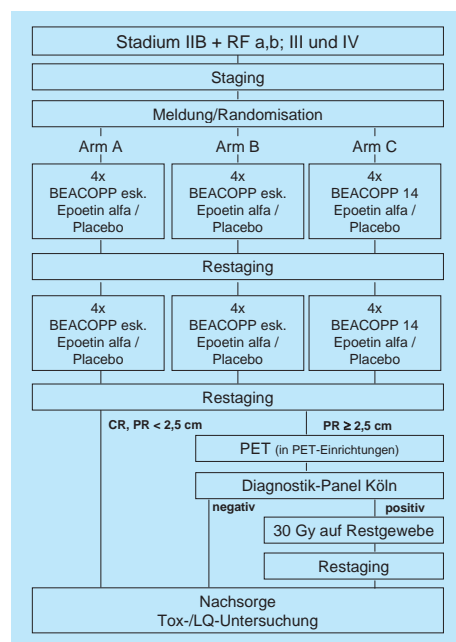 Stadium IIB + RF a,b; III und IV
Staging
Meldung/Randomisation
Arm A Arm B Arm C
4x
BEACOPP esk.
Epoetin alfa /
Placebo
4x
BEACOPP esk.
Epoetin alfa /
Placebo
4x
BEACOPP 14
Epoetin alfa /
Placebo
Restaging
4x
BEACOPP esk.
Epoetin alfa /
Placebo
4x
BEACOPP esk.
Epoetin alfa /
Placebo
4x
BEACOPP 14
Epoetin alfa /
Placebo
Restaging
CR, PR < 2,5 cm PR ≥ 2,5 cm
PET (in PET-Einrichtungen)
Diagnostik-Panel Köln
negativ positiv
30 Gy auf Restgewebe
Restaging
Nachsorge
Tox-/LQ-Untersuchung